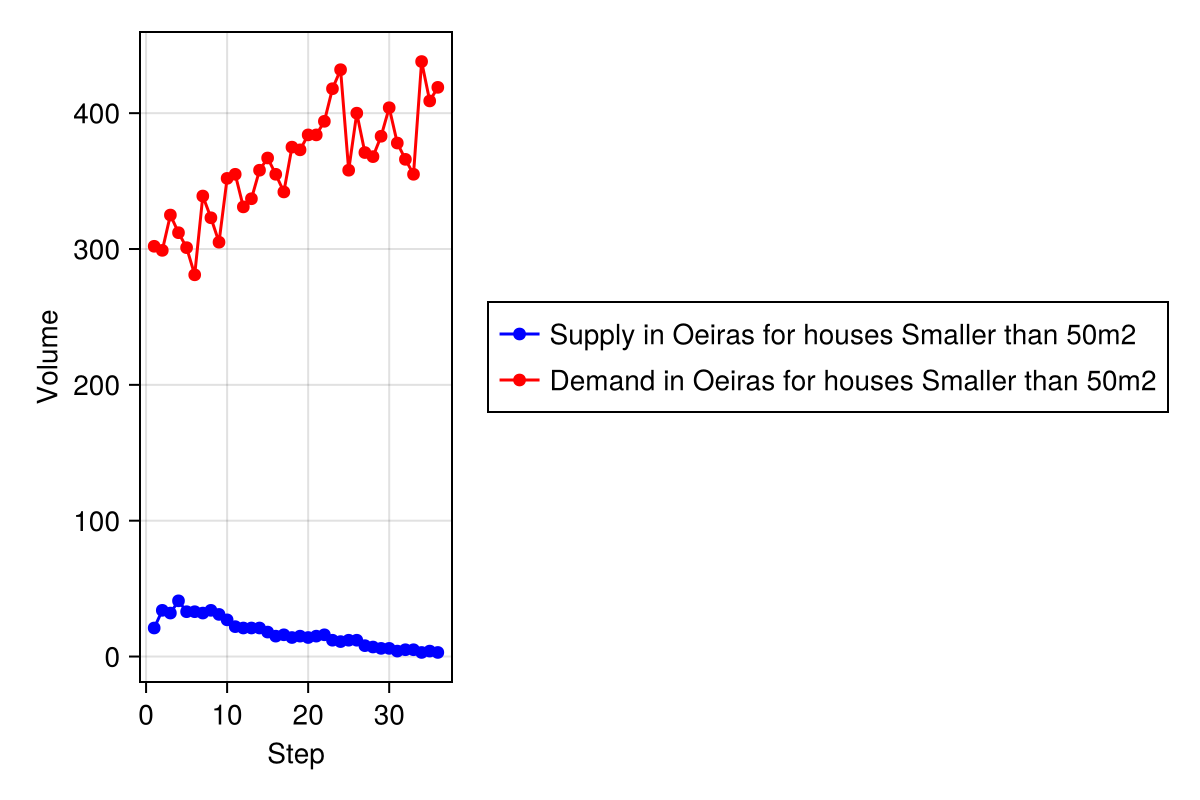 400
300
200
100
0
Volume
0 10 20 30
Step
Supply in Oeiras for houses Smaller than 50m2
Demand in Oeiras for houses Smaller than 50m2